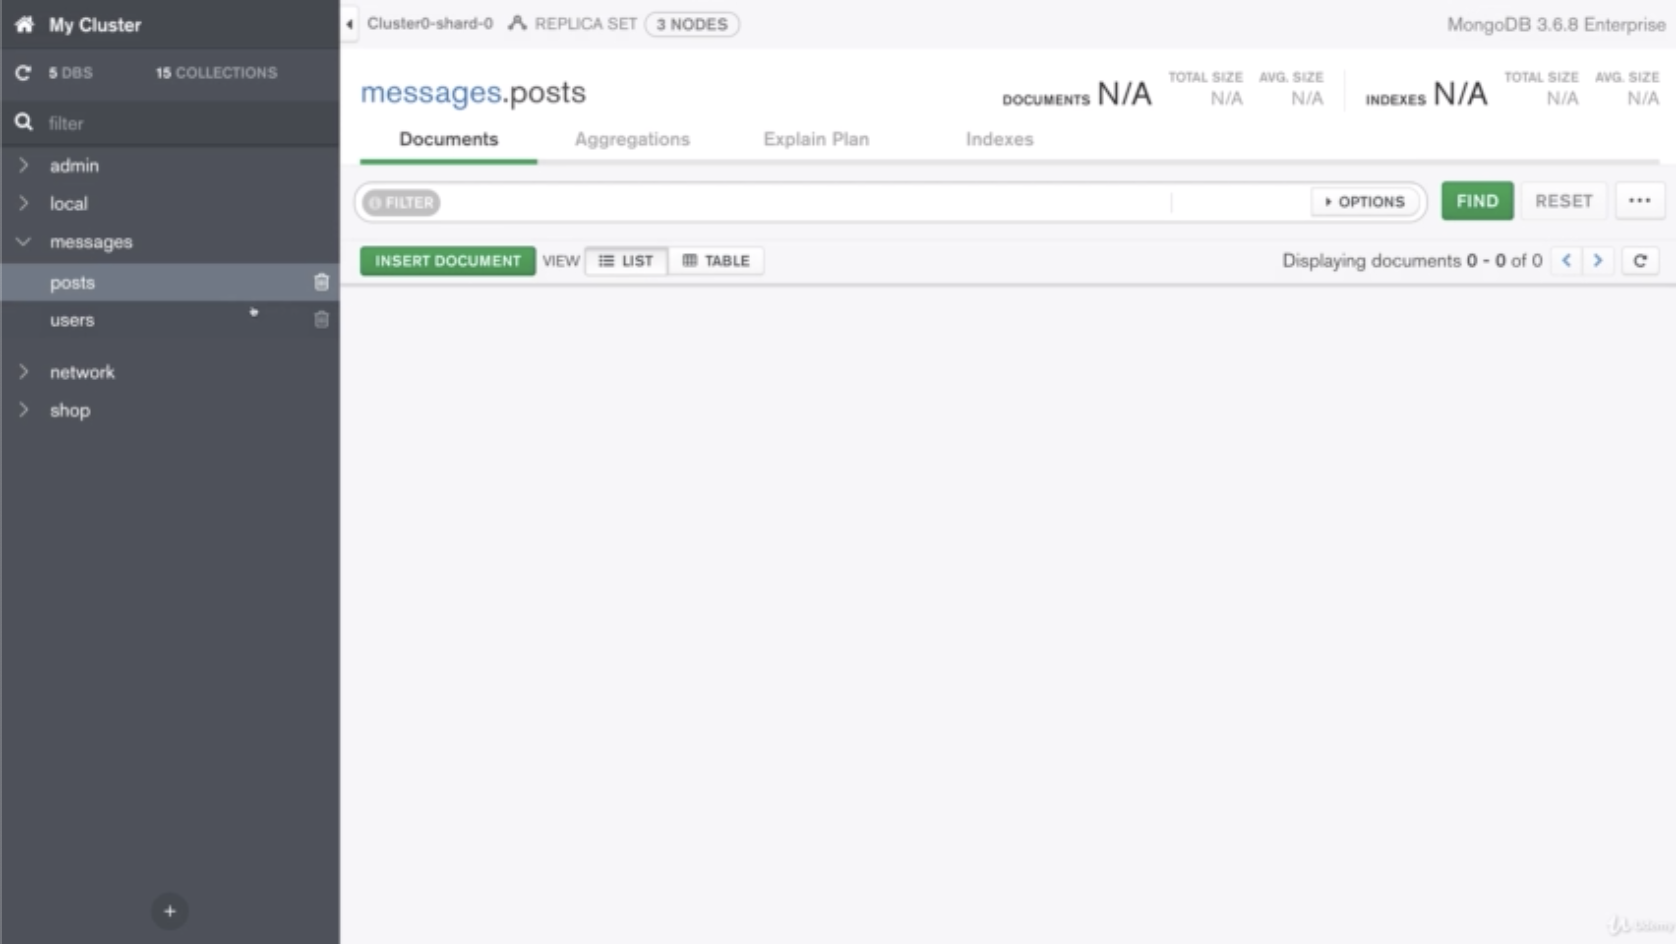 My Cluster
5 DBS 15 COLLECTIONS
filter
admin
local
messages
posts
users
network
shop
Cluster0-shard-0 REPLICA SET 3 NODES MongoDB 3.6.8 Enterprise
messages.posts
DOCUMENTS N/A TOTAL SIZE N/A AVG. SIZE N/A INDEXES N/A TOTAL SIZE N/A AVG. SIZE N/A
Documents Aggregations Explain Plan Indexes
FILTER OPTIONS FIND RESET ...
INSERT DOCUMENT VIEW LIST TABLE Displaying documents 0 - 0 of 0
Udemy